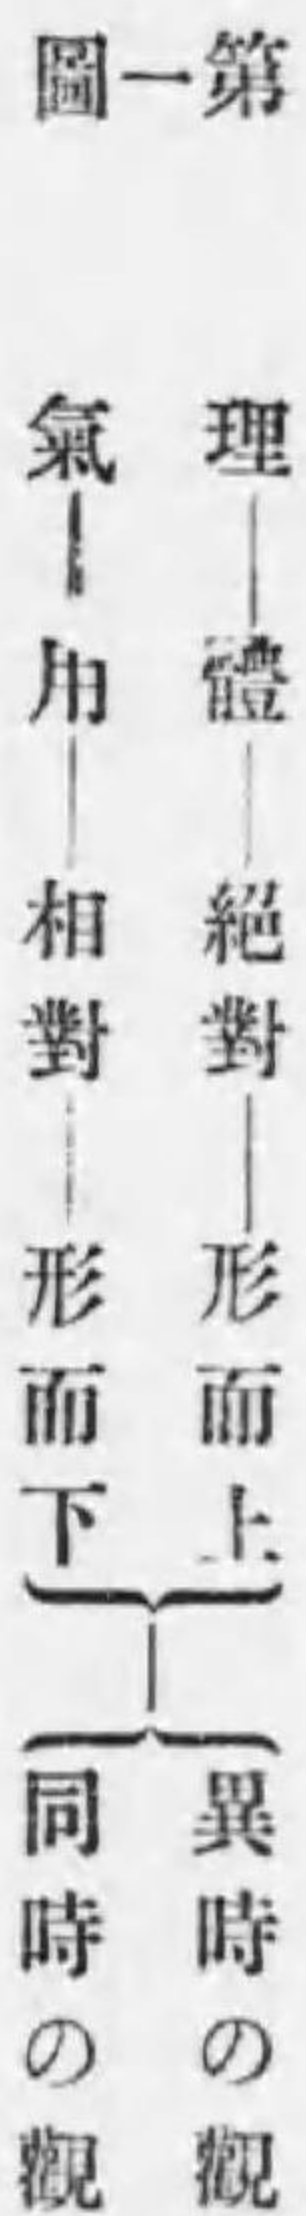 第一圖
理—體—絕對—形而上
氣—用—相對—形而下
異時の觀
同時の觀